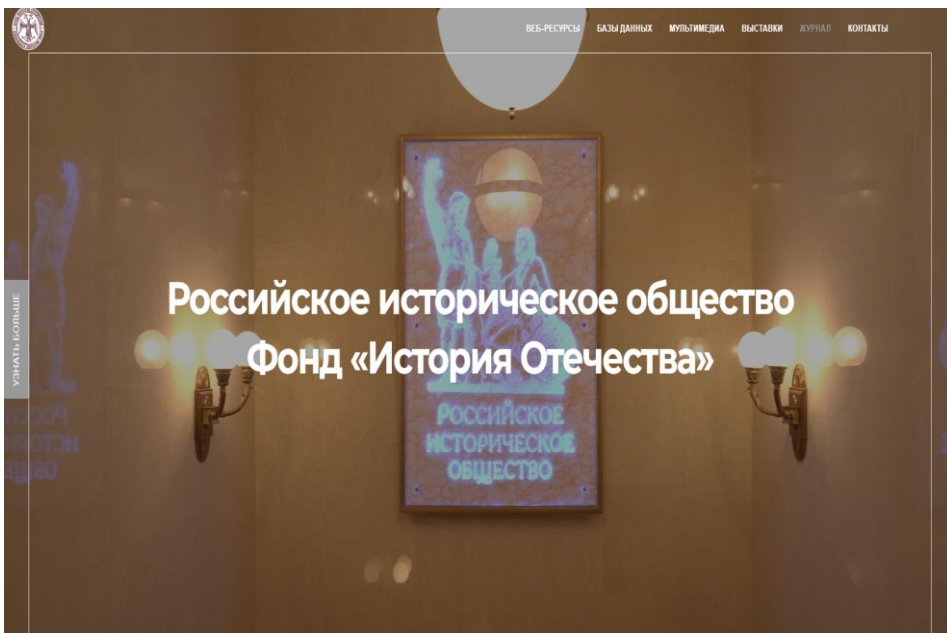 ВЕБ-РЕСУРСЫ БАЗЫ ДАННЫХ МУЛЬТИМЕДИА ВЫСТАВКИ ЖУРНАЛ КОНТАКТЫ
Российское историческое общество
Фонд «История Отечества»
УЗНАТЬ БОЛЬШЕ
РОССИЙСКОЕ
ИСТОРИЧЕСКОЕ
ОБЩЕСТВО